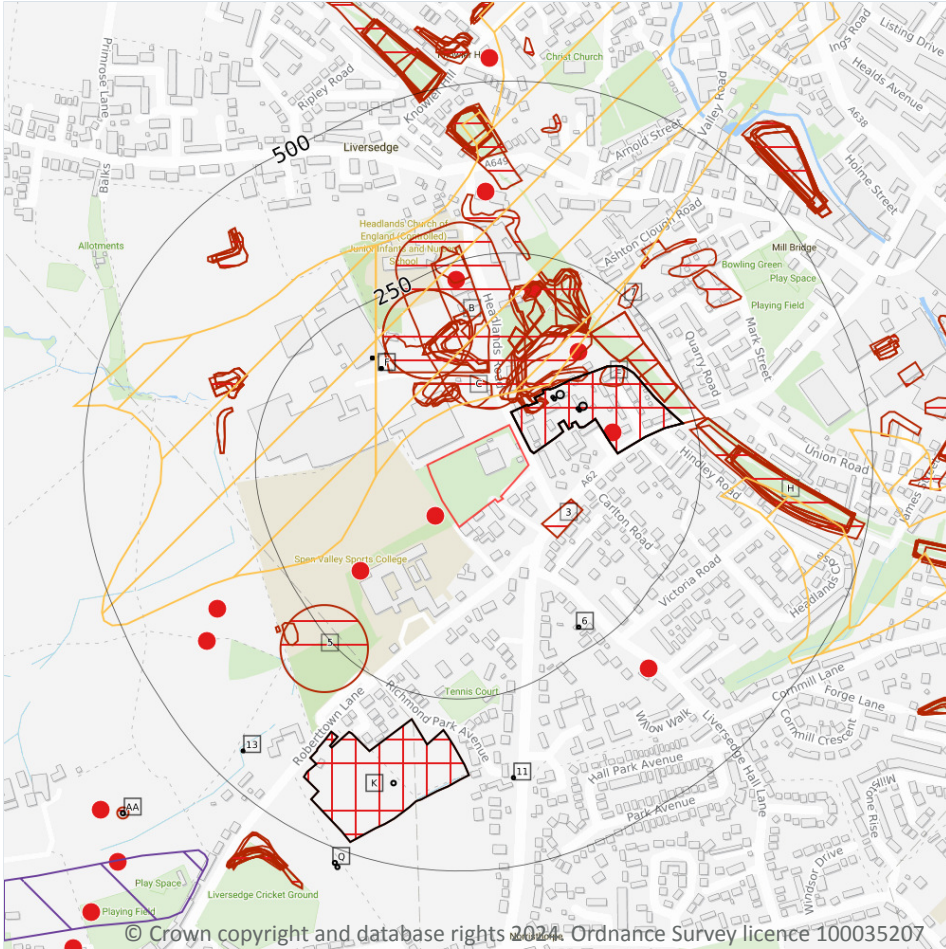 Ings Road
Listing Drive
Primrose Lane
Christ Church
Healds Avenue
Ripley Road
Knowler Hill
Valley Road
A638
Arnold Street
500
Liversedge
A649
Holme Street
Balks
Headlands Church of
England (Controlled)
Junior Infants and Nursery
School
Ashton Clough Road
Allotments
Mill Bridge
Bowling Green
Play Space
Playing Field
250
B
Headlands Road
Mark Street
Quarry Road
C
Union Road
A62
Hindley Road
H
James Street
3
Carlton Road
Spen Valley Sports College
Victoria Road
6
5
Cornmill Lane
Tennis Court
Forge Lane
Richmond Park Avenue
Willow Walk
Cornmill Crescent
Robertttown Lane
Liversedge Hall Lane
13
11
Hall Park Avenue
K
AA
Park Avenue
Q
Windsor Drive
Play Space
Liversedge Cricket Ground
Playing Field
© Crown copyright and database rights 2024. Ordnance Survey licence 100035207